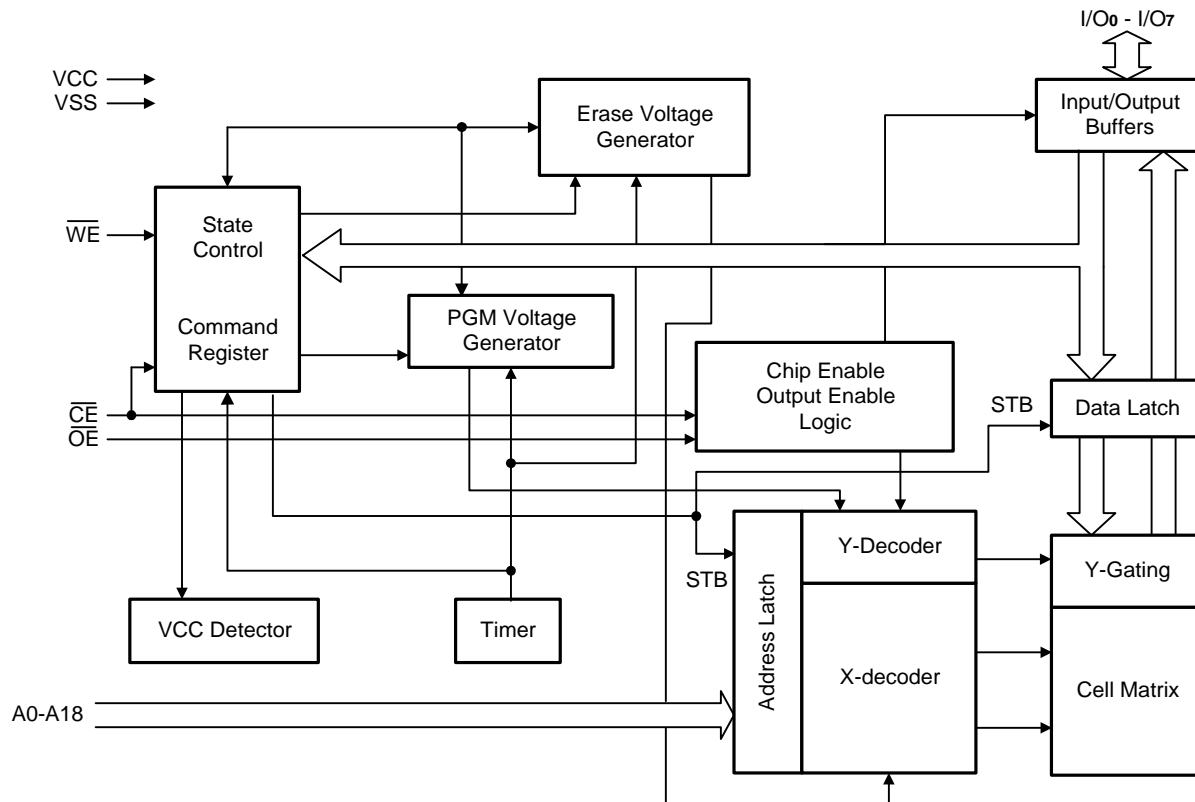 I/O0 - I/O7
VCC
VSS
Erase Voltage
Generator
Input/Output
Buffers
WE
State
Control
PGM Voltage
Generator
Command
Register
Chip Enable
Output Enable
Logic
CE
OE
STB
Data Latch
Y-Decoder
STB
Y-Gating
Address Latch
VCC Detector
Timer
X-decoder
Cell Matrix
A0-A18